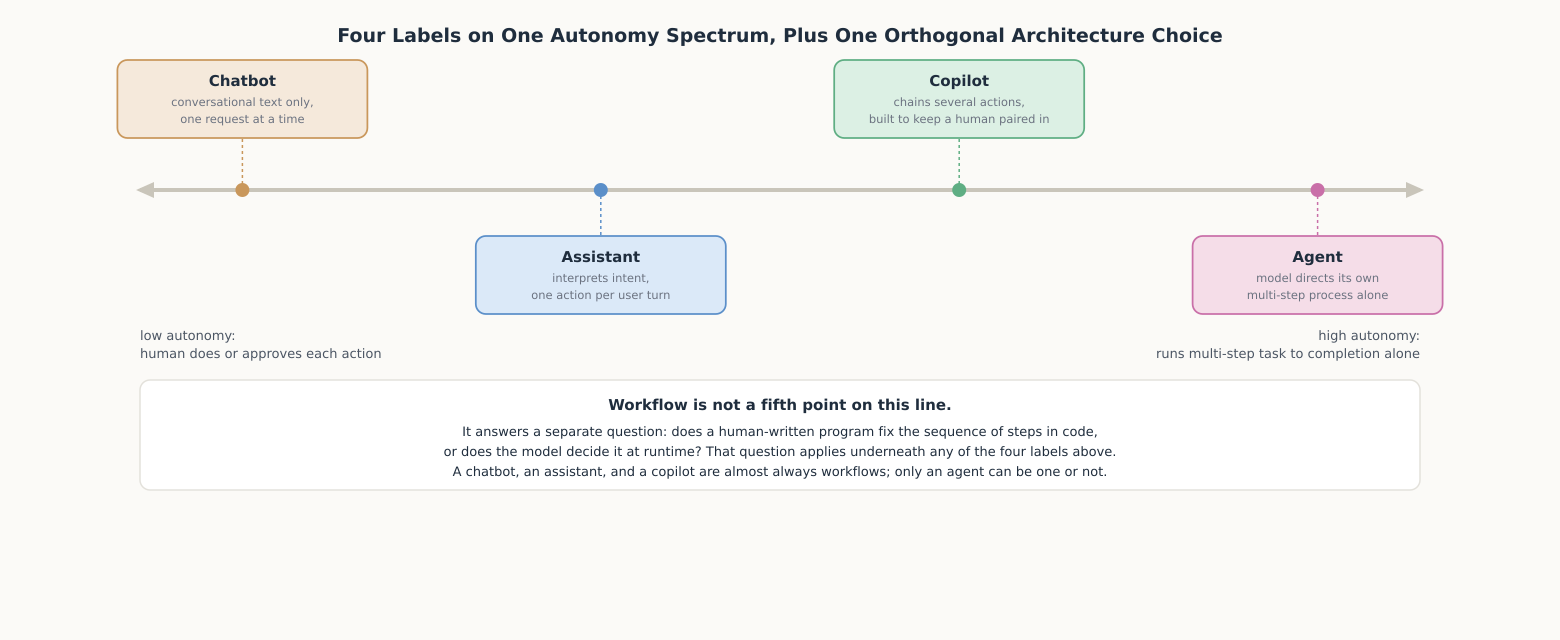 Four Labels on One Autonomy Spectrum, Plus One Orthogonal Architecture Choice
Chatbot
conversational text only,
one request at a time
Copilot
chains several actions,
built to keep a human paired in
Assistant
interprets intent,
one action per user turn
Agent
model directs its own
multi-step process alone
low autonomy:
human does or approves each action
high autonomy:
runs multi-step task to completion alone
Workflow is not a fifth point on this line.
It answers a separate question: does a human-written program fix the sequence of steps in code,
or does the model decide it at runtime? That question applies underneath any of the four labels above.
A chatbot, an assistant, and a copilot are almost always workflows; only an agent can be one or not.